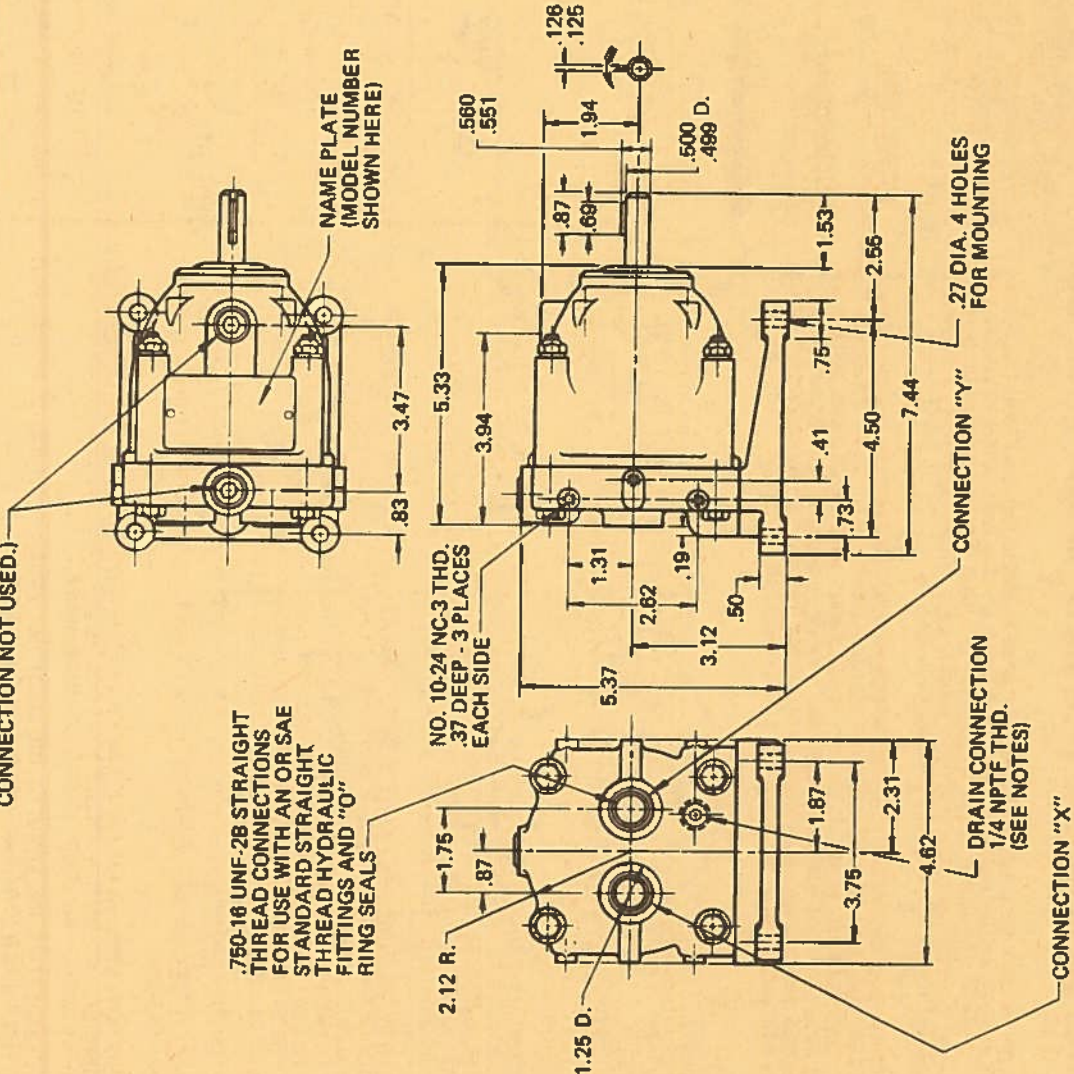 CONNECTION NOT USED.)
NAME PLATE
(MODEL NUMBER
SHOWN HERE)
3.47
.83
.126
.125
.560
.551
1.94
.500
.499 D.
.87
.69
5.33
3.94
1.53
2.56
.27 DIA. 4 HOLES
FOR MOUNTING
.75
4.50
7.44
.41
.73
CONNECTION "Y"
NO. 10-24 NC-3 THD.
.37 DEEP - 3 PLACES
EACH SIDE
1.31
2.62
.19
.50
3.12
5.37
.750-16 UNF-2B STRAIGHT
THREAD CONNECTIONS
FOR USE WITH AN OR SAE
STANDARD STRAIGHT
THREAD HYDRAULIC
FITTINGS AND "O"
RING SEALS
1.75
.87
2.12 R.
1.25 D.
1.87
2.31
3.75
4.62
DRAIN CONNECTION
1/4 NPTF THD.
(SEE NOTES)
CONNECTION "X"